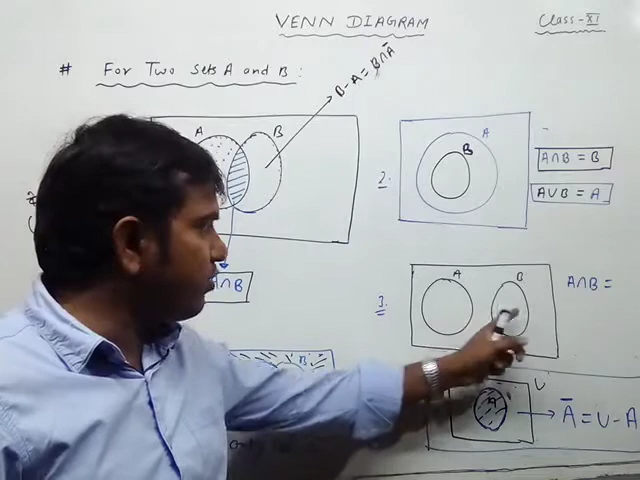 VENN DIAGRAM
Class-XI
# For Two Sets A and B :
B-A = B∩A̅
A
B
A∩B
2.
A
B
A∩B = B
A∪B = A
3.
A
B
A∩B =
B
A
U
A̅ = U - A